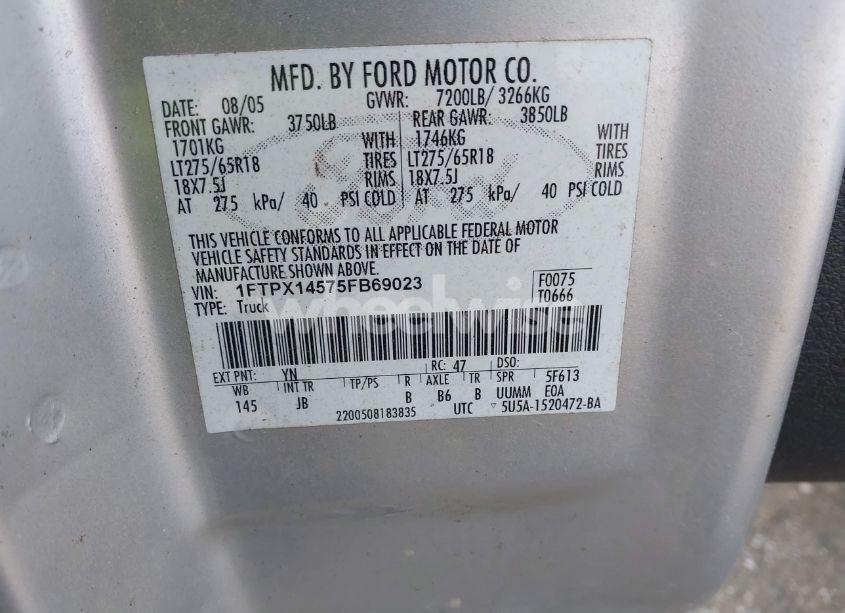 MFD. BY FORD MOTOR CO.
DATE: 08/05 GVWR: 7200LB/ 3266KG
FRONT GAWR: 3750LB REAR GAWR: 3850LB
1701KG WITH 1746KG WITH
LT275/65R18 TIRES LT275/65R18 TIRES
18X7.5J RIMS 18X7.5J RIMS
AT 275 kPa/ 40 PSI COLD AT 275 kPa/ 40 PSI COLD
THIS VEHICLE CONFORMS TO ALL APPLICABLE FEDERAL MOTOR
VEHICLE SAFETY STANDARDS IN EFFECT ON THE DATE OF
MANUFACTURE SHOWN ABOVE.
VIN: 1FTPX14575FB69023 F0075
TYPE: Truck T0666
wheelwise
EXT PNT: YN RC: 47 DSO:
WB INT TR TP/PS R AXLE TR SPR 5F613
145 JB B B6 B UUMM EOA
2200508183835 UTC ▽ 5U5A-1520472-BA